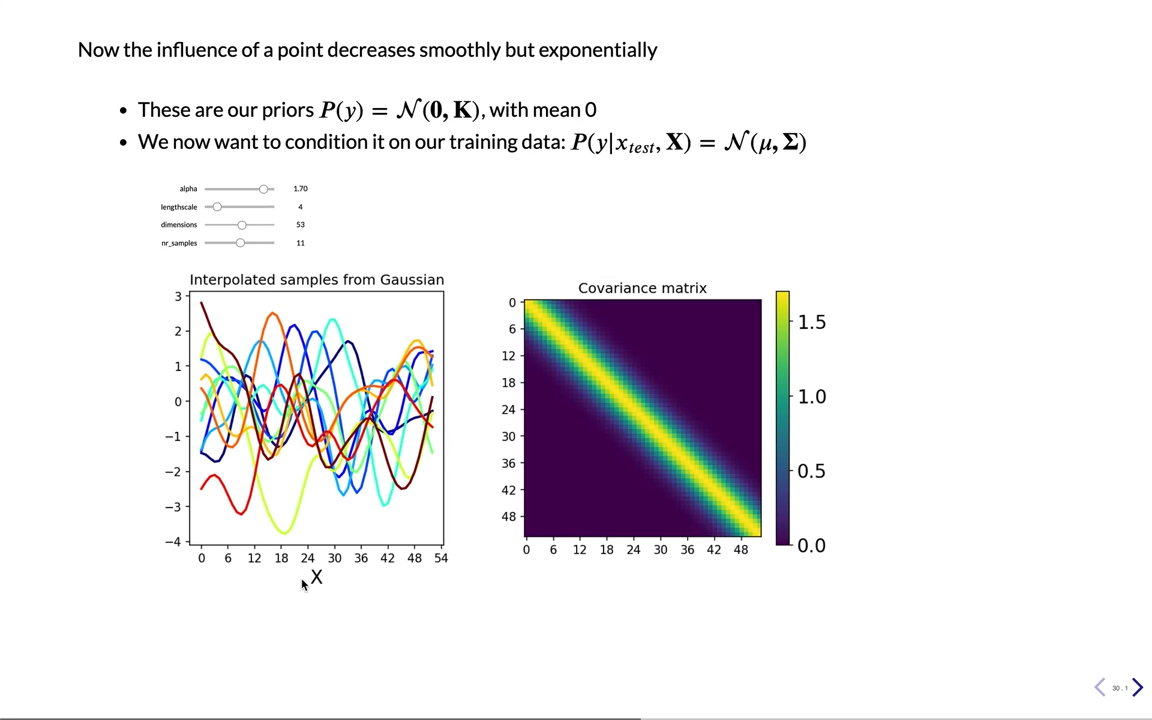 Now the influence of a point decreases smoothly but exponentially
• These are our priors P(y) = 𝒩(0, K), with mean 0
• We now want to condition it on our training data: P(y|x_test, X) = 𝒩(μ, Σ)
alpha 1.70
lengthscale 4
dimensions 53
nr_samples 11
Interpolated samples from Gaussian
3
2
1
0
−1
−2
−3
−4
0 6 12 18 24 30 36 42 48 54
X
Covariance matrix
0
6
12
18
24
30
36
42
48
0 6 12 18 24 30 36 42 48
1.5
1.0
0.5
0.0
30 . 1